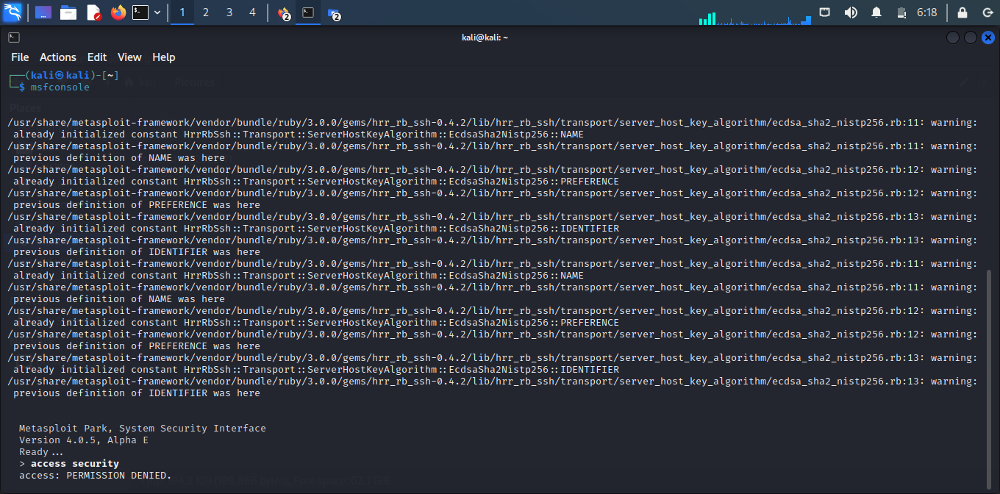 1 2 3 4 2 2 6:18
kali@kali: ~
File Actions Edit View Help
┌──(kali㉿kali)-[~]
└─$ msfconsole
Pictures
Places
/usr/share/metasploit-framework/vendor/bundle/ruby/3.0.0/gems/hrr_rb_ssh-0.4.2/lib/hrr_rb_ssh/transport/server_host_key_algorithm/ecdsa_sha2_nistp256.rb:11: warning:
already initialized constant HrrRbSsh::Transport::ServerHostKeyAlgorithm::EcdsaSha2Nistp256::NAME
/usr/share/metasploit-framework/vendor/bundle/ruby/3.0.0/gems/hrr_rb_ssh-0.4.2/lib/hrr_rb_ssh/transport/server_host_key_algorithm/ecdsa_sha2_nistp256.rb:11: warning:
previous definition of NAME was here
/usr/share/metasploit-framework/vendor/bundle/ruby/3.0.0/gems/hrr_rb_ssh-0.4.2/lib/hrr_rb_ssh/transport/server_host_key_algorithm/ecdsa_sha2_nistp256.rb:12: warning:
already initialized constant HrrRbSsh::Transport::ServerHostKeyAlgorithm::EcdsaSha2Nistp256::PREFERENCE
/usr/share/metasploit-framework/vendor/bundle/ruby/3.0.0/gems/hrr_rb_ssh-0.4.2/lib/hrr_rb_ssh/transport/server_host_key_algorithm/ecdsa_sha2_nistp256.rb:12: warning:
previous definition of PREFERENCE was here
/usr/share/metasploit-framework/vendor/bundle/ruby/3.0.0/gems/hrr_rb_ssh-0.4.2/lib/hrr_rb_ssh/transport/server_host_key_algorithm/ecdsa_sha2_nistp256.rb:13: warning:
already initialized constant HrrRbSsh::Transport::ServerHostKeyAlgorithm::EcdsaSha2Nistp256::IDENTIFIER
/usr/share/metasploit-framework/vendor/bundle/ruby/3.0.0/gems/hrr_rb_ssh-0.4.2/lib/hrr_rb_ssh/transport/server_host_key_algorithm/ecdsa_sha2_nistp256.rb:13: warning:
previous definition of IDENTIFIER was here
/usr/share/metasploit-framework/vendor/bundle/ruby/3.0.0/gems/hrr_rb_ssh-0.4.2/lib/hrr_rb_ssh/transport/server_host_key_algorithm/ecdsa_sha2_nistp256.rb:11: warning:
already initialized constant HrrRbSsh::Transport::ServerHostKeyAlgorithm::EcdsaSha2Nistp256::NAME
/usr/share/metasploit-framework/vendor/bundle/ruby/3.0.0/gems/hrr_rb_ssh-0.4.2/lib/hrr_rb_ssh/transport/server_host_key_algorithm/ecdsa_sha2_nistp256.rb:11: warning:
previous definition of NAME was here
/usr/share/metasploit-framework/vendor/bundle/ruby/3.0.0/gems/hrr_rb_ssh-0.4.2/lib/hrr_rb_ssh/transport/server_host_key_algorithm/ecdsa_sha2_nistp256.rb:12: warning:
already initialized constant HrrRbSsh::Transport::ServerHostKeyAlgorithm::EcdsaSha2Nistp256::PREFERENCE
/usr/share/metasploit-framework/vendor/bundle/ruby/3.0.0/gems/hrr_rb_ssh-0.4.2/lib/hrr_rb_ssh/transport/server_host_key_algorithm/ecdsa_sha2_nistp256.rb:12: warning:
previous definition of PREFERENCE was here
/usr/share/metasploit-framework/vendor/bundle/ruby/3.0.0/gems/hrr_rb_ssh-0.4.2/lib/hrr_rb_ssh/transport/server_host_key_algorithm/ecdsa_sha2_nistp256.rb:13: warning:
already initialized constant HrrRbSsh::Transport::ServerHostKeyAlgorithm::EcdsaSha2Nistp256::IDENTIFIER
/usr/share/metasploit-framework/vendor/bundle/ruby/3.0.0/gems/hrr_rb_ssh-0.4.2/lib/hrr_rb_ssh/transport/server_host_key_algorithm/ecdsa_sha2_nistp256.rb:13: warning:
previous definition of IDENTIFIER was here
Metasploit Park, System Security Interface
Version 4.0.5, Alpha E
Ready...
> access security
access: PERMISSION DENIED.